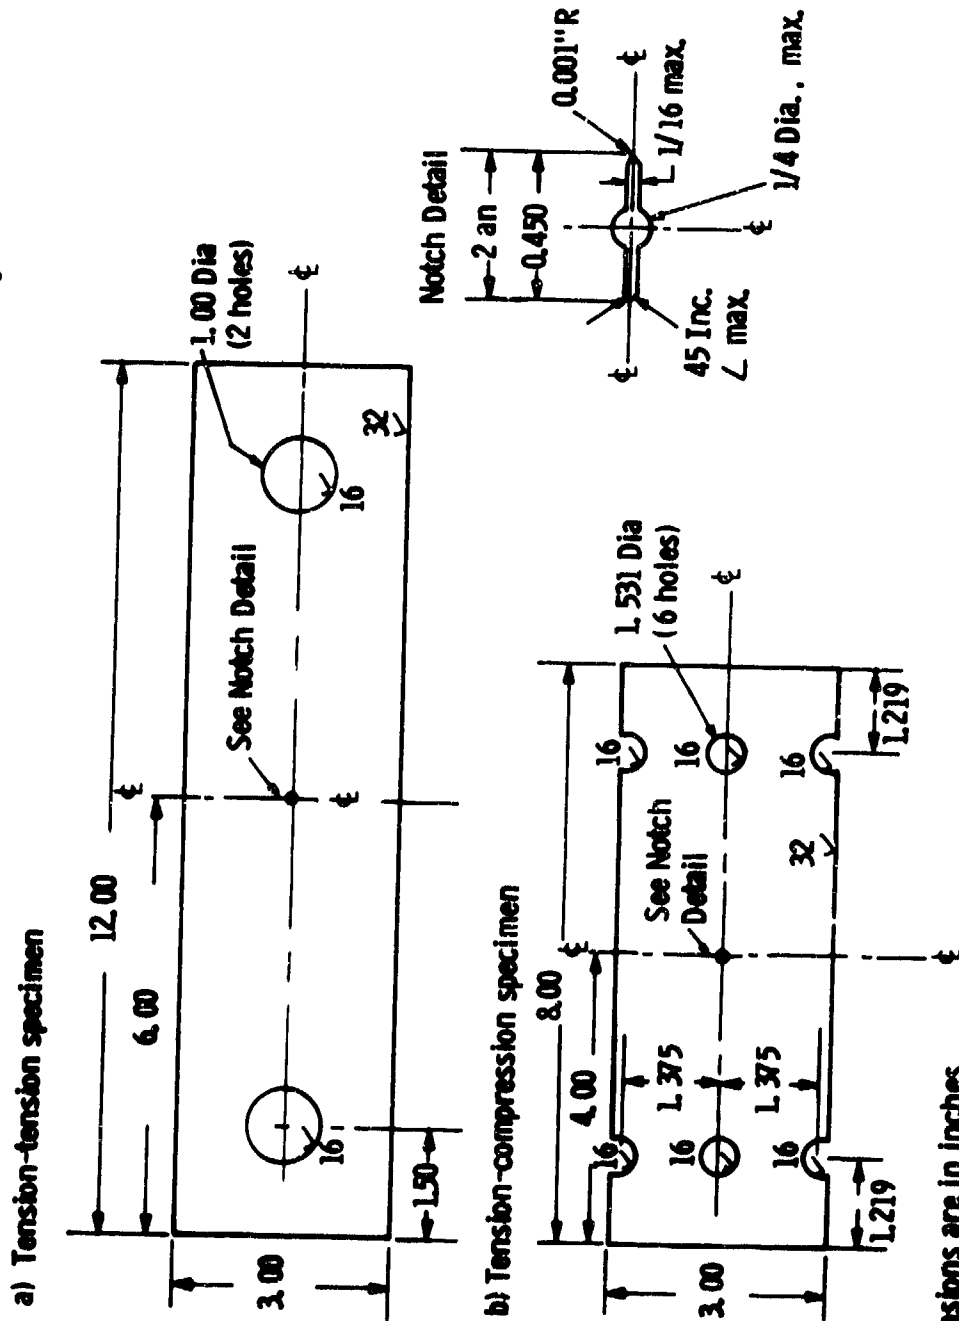 a) Tension-tension specimen
12.00
6.00
3.00
1.50
16
See Notch Detail
℄
℄
16
32
1.00 Dia
(2 holes)
℄
Notch Detail
2 an
0.450
0.001"R
℄
1/16 max.
1/4 Dia., max.
℄
℄
45 Inc.
∠ max.
b) Tension-compression specimen
8.00
4.00
3.00
1.375
1.375
16
16
16
1.219
See Notch
Detail
℄
℄
32
16
16
16
1.531 Dia
(6 holes)
℄
1.219
nsions are in inches